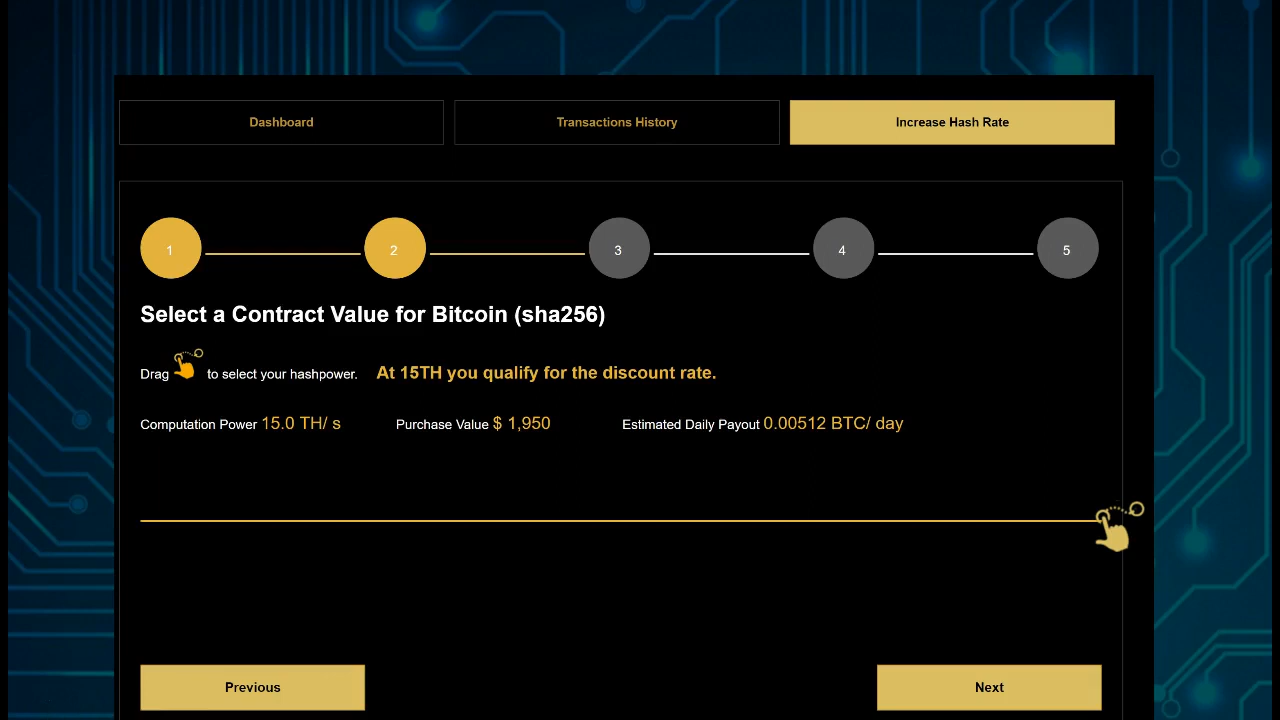 Dashboard Transactions History Increase Hash Rate
1 2 3 4 5
Select a Contract Value for Bitcoin (sha256)
Drag to select your hashpower. At 15TH you qualify for the discount rate.
Computation Power 15.0 TH/ s Purchase Value $ 1,950 Estimated Daily Payout 0.00512 BTC/ day
Previous Next